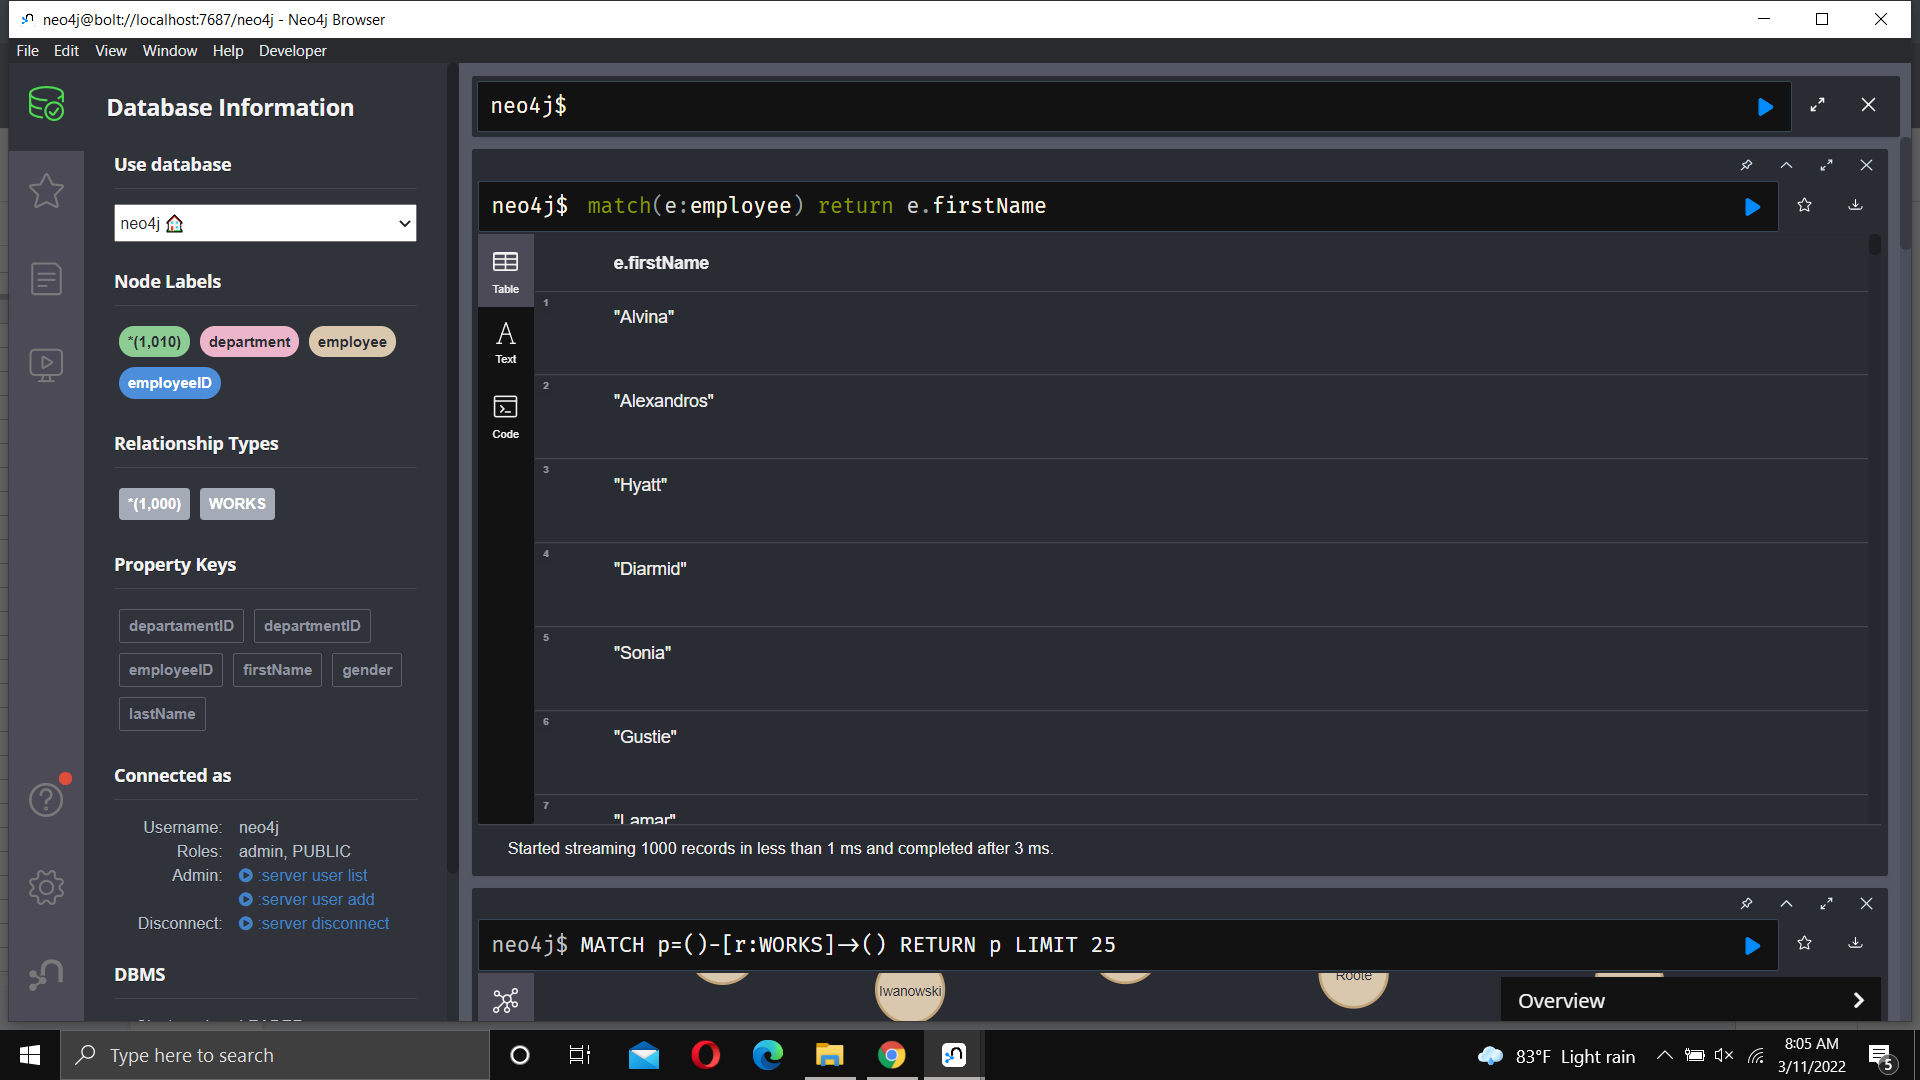 neo4j@bolt://localhost:7687/neo4j - Neo4j Browser
File Edit View Window Help Developer
Database Information
Use database
neo4j
Node Labels
*(1,010) department employee
employeeID
Relationship Types
*(1,000) WORKS
Property Keys
departamentID departmentID
employeeID firstName gender
lastName
Connected as
Username: neo4j
Roles: admin, PUBLIC
Admin: :server user list
:server user add
Disconnect: :server disconnect
DBMS
neo4j$
neo4j$ match(e:employee) return e.firstName
Table
Text
Code
e.firstName
1 "Alvina"
2 "Alexandros"
3 "Hyatt"
4 "Diarmid"
5 "Sonia"
6 "Gustie"
7 "Lamar"
Started streaming 1000 records in less than 1 ms and completed after 3 ms.
neo4j$ MATCH p=()-[r:WORKS]->() RETURN p LIMIT 25
Iwanowski
Roote
Overview
Type here to search
83°F Light rain
8:05 AM
3/11/2022
5